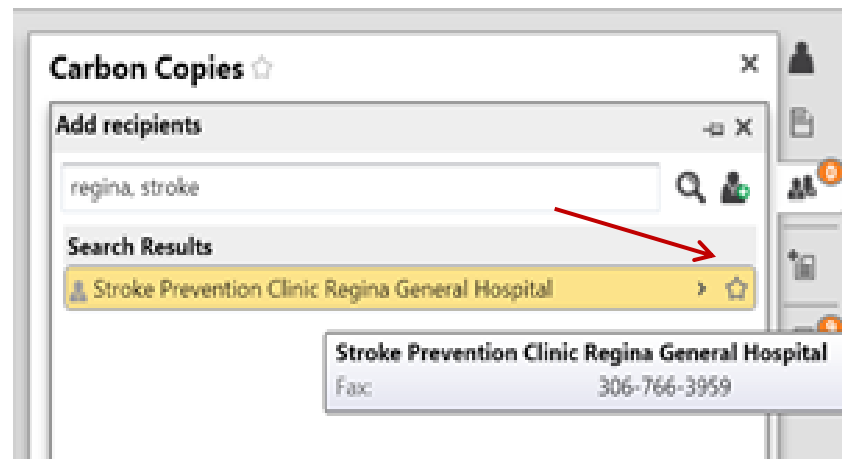 Carbon Copies
Add recipients
regina, stroke
Search Results
Stroke Prevention Clinic Regina General Hospital
Stroke Prevention Clinic Regina General Hospital
Fax: 306-766-3959
0